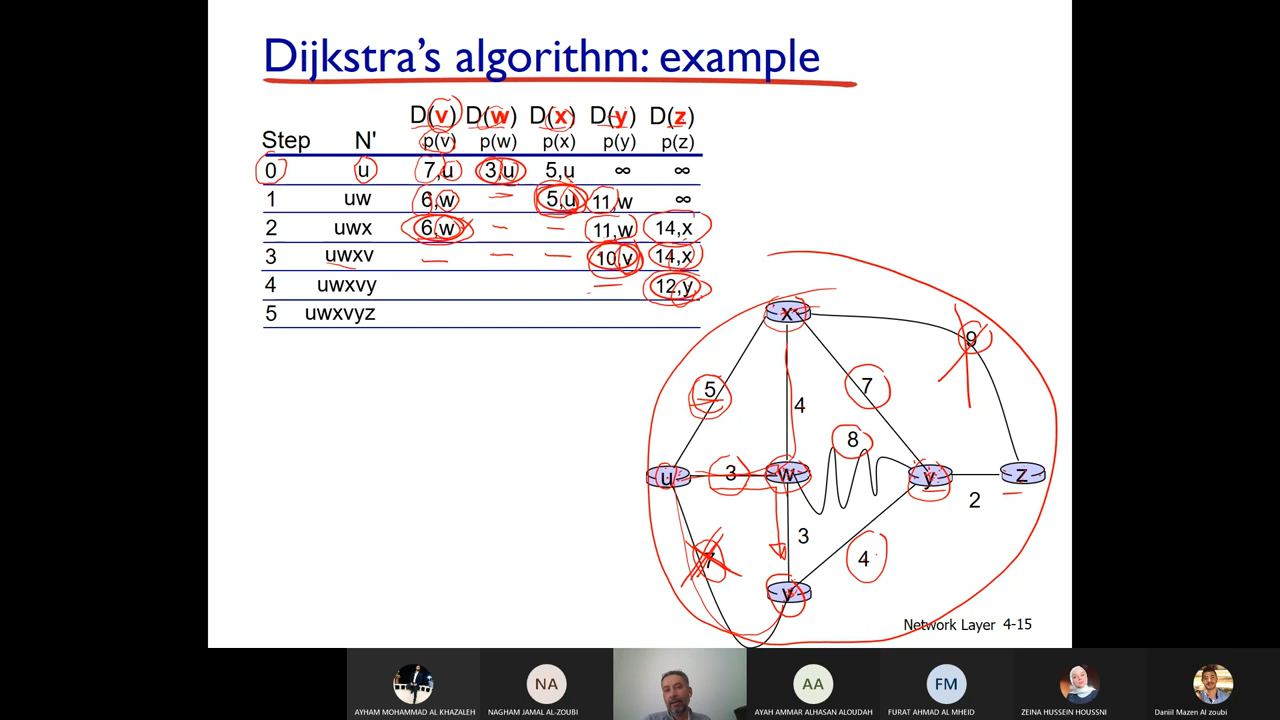 Dijkstra's algorithm: example
D(v) D(w) D(x) D(y) D(z)
Step N' p(v) p(w) p(x) p(y) p(z)
0 u 7,u 3,u 5,u ∞ ∞
1 uw 6,w – 5,u 11,w ∞
2 uwx 6,w – – 11,w 14,x
3 uwxv – – – 10,v 14,x
4 uwxvy – 12,y
5 uwxvyz
x
9
5
7
4
8
u
3
w
y
z
2
3
7
4
v
Network Layer 4-15
NA
AA
FM
AYHAM MOHAMMAD AL KHAZALEH
NAGHAM JAMAL AL-ZOUBI
AYAH AMMAR ALHASAN ALOUDAH
FURAT AHMAD AL MHEID
ZEINA HUSSEIN HOUSSNI
Daniil Mazen Al zoubi